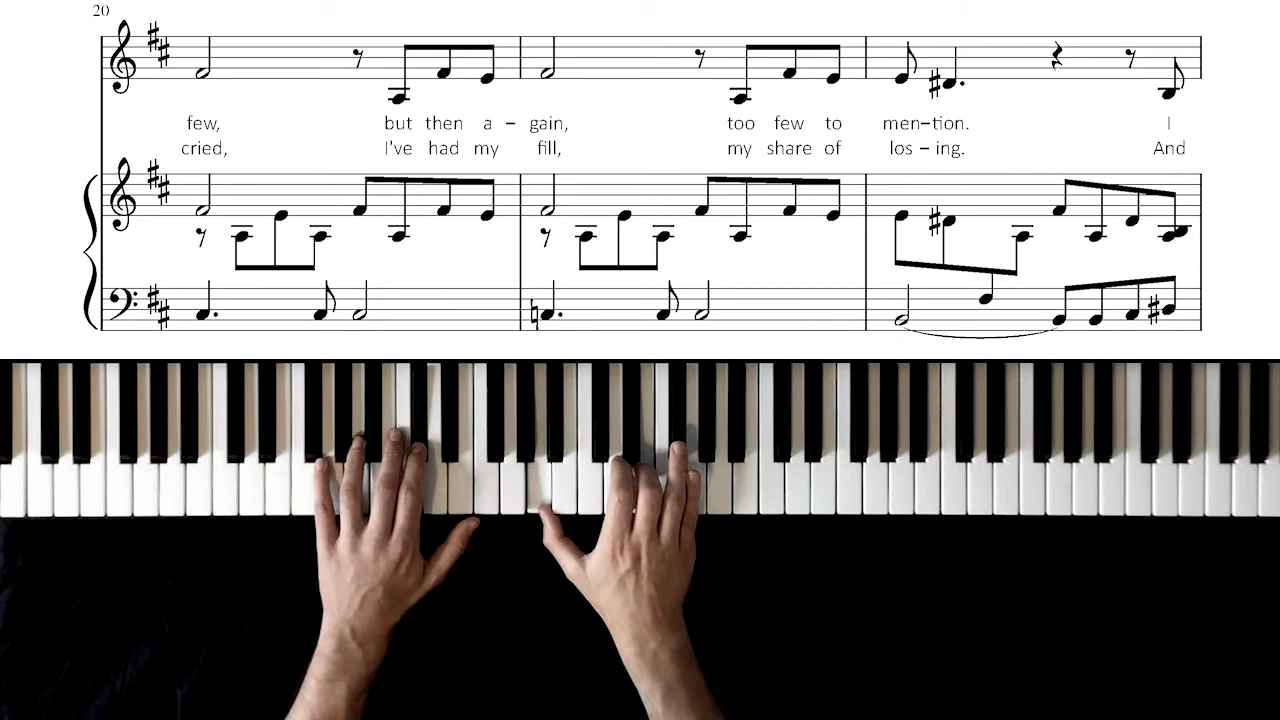 20
few, but then a – gain, too few to men–tion. I
cried, I've had my fill, my share of los – ing. And